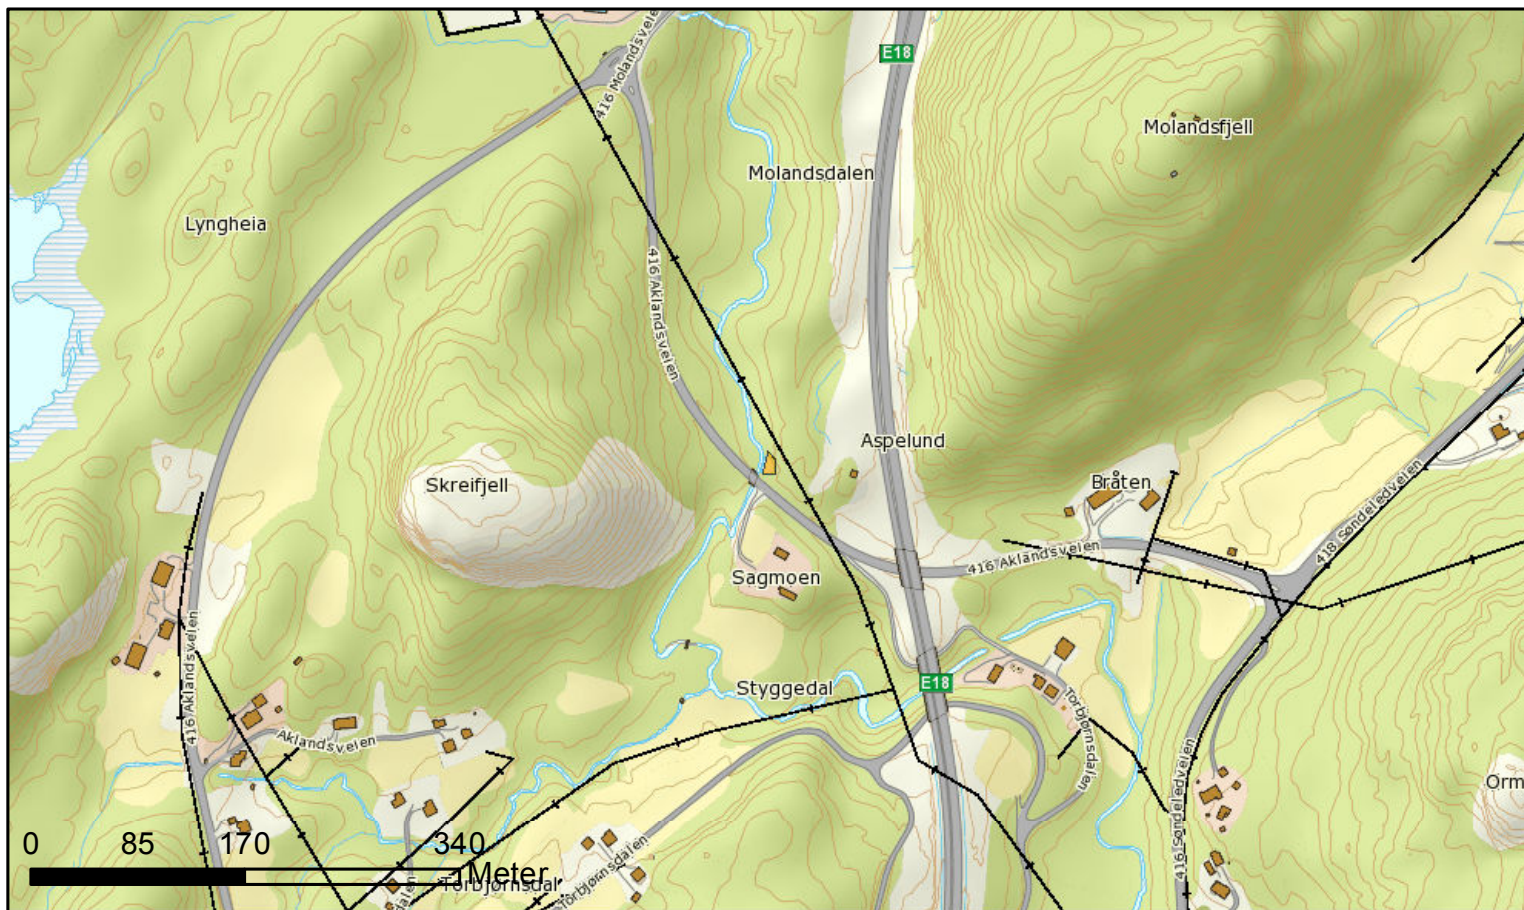 E18
416 Molandsveien
Molandsfjell
Molandsdalen
Lyngheia
416 Aklandsveien
Aspelund
Skreifjell
Bråten
418 Søndeledveien
416 Aklandsveien
Sagmoen
416 Aklandsveien
E18
Styggedal
Torbjørnsdalen
Aklandsveien
416 Søndeledveien
Orm
0 85 170 340
Meter
Torbjørnsdal
Torbjørnsdalen
dalen